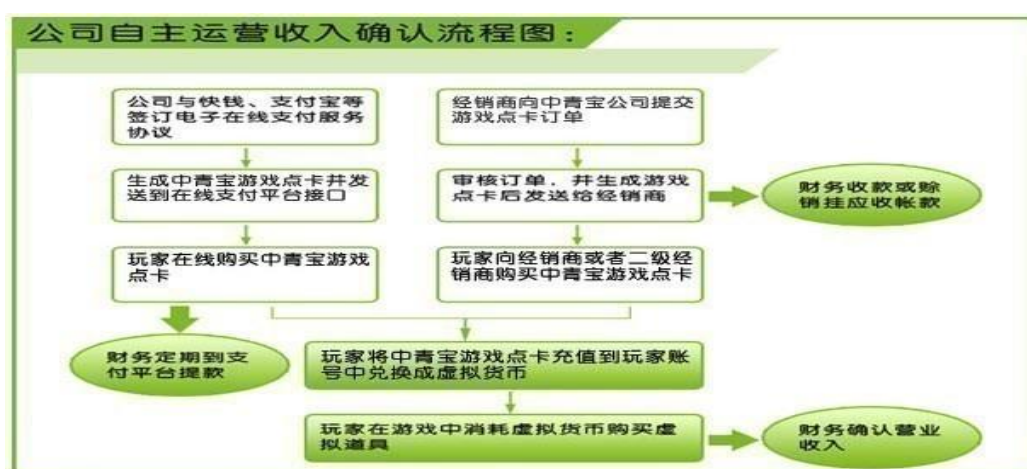 公司自主运营收入确认流程图：
公司与快钱、支付宝等
签订电子在线支付服务
协议
经销商向中青宝公司提交
游戏点卡订单
生成中青宝游戏点卡并发
送到在线支付平台接口
审核订单，并生成游戏
点卡后发送给经销商
财务收款或赊
销挂应收帐款
玩家在线购买中青宝游戏
点卡
玩家向经销商或者二级经
销商购买中青宝游戏点卡
财务定期到支
付平台提款
玩家将中青宝游戏点卡充值到玩家账
号中兑换成虚拟货币
玩家在游戏中消耗虚拟货币购买虚
拟道具
财务确认营业
收入